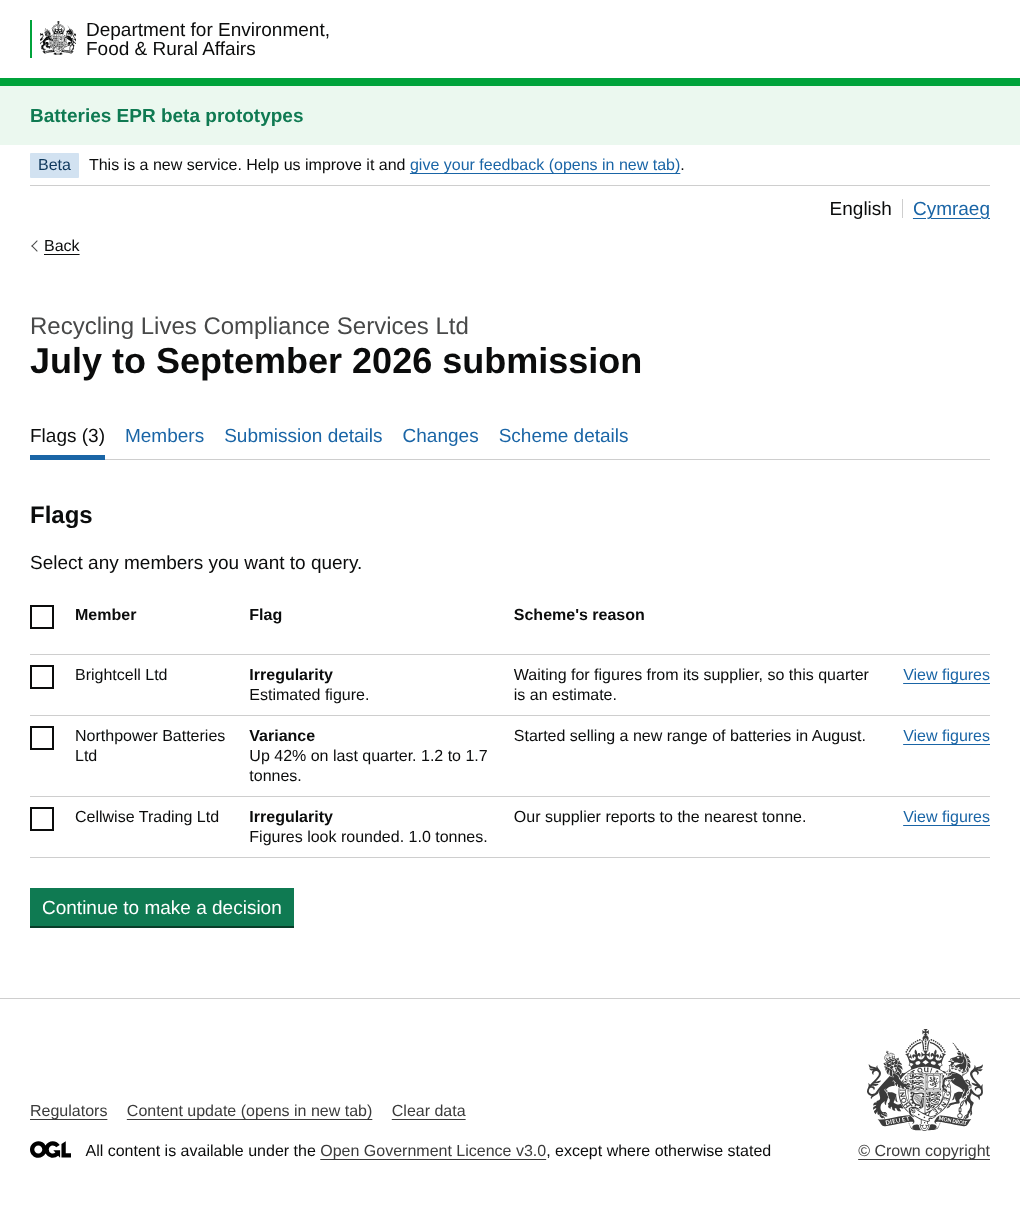 Department for Environment,
Food & Rural Affairs
Batteries EPR beta prototypes
Beta This is a new service. Help us improve it and give your feedback (opens in new tab).
English Cymraeg
Back
Recycling Lives Compliance Services Ltd
July to September 2026 submission
Flags (3) Members Submission details Changes Scheme details
Flags
Select any members you want to query.
Member Flag Scheme's reason
Brightcell Ltd Irregularity Waiting for figures from its supplier, so this quarter View figures
Estimated figure. is an estimate.
Northpower Batteries Variance Started selling a new range of batteries in August. View figures
Ltd Up 42% on last quarter. 1.2 to 1.7
tonnes.
Cellwise Trading Ltd Irregularity Our supplier reports to the nearest tonne. View figures
Figures look rounded. 1.0 tonnes.
Continue to make a decision
DIEU ET MON DROIT
Regulators Content update (opens in new tab) Clear data
OGL All content is available under the Open Government Licence v3.0, except where otherwise stated © Crown copyright